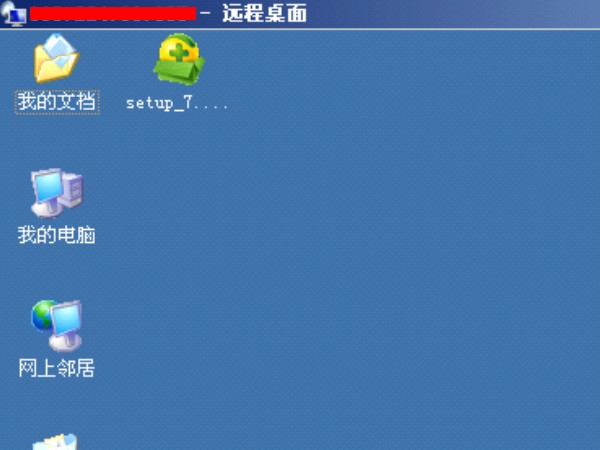 - 远程桌面
我的文档
setup_7....
我的电脑
网上邻居